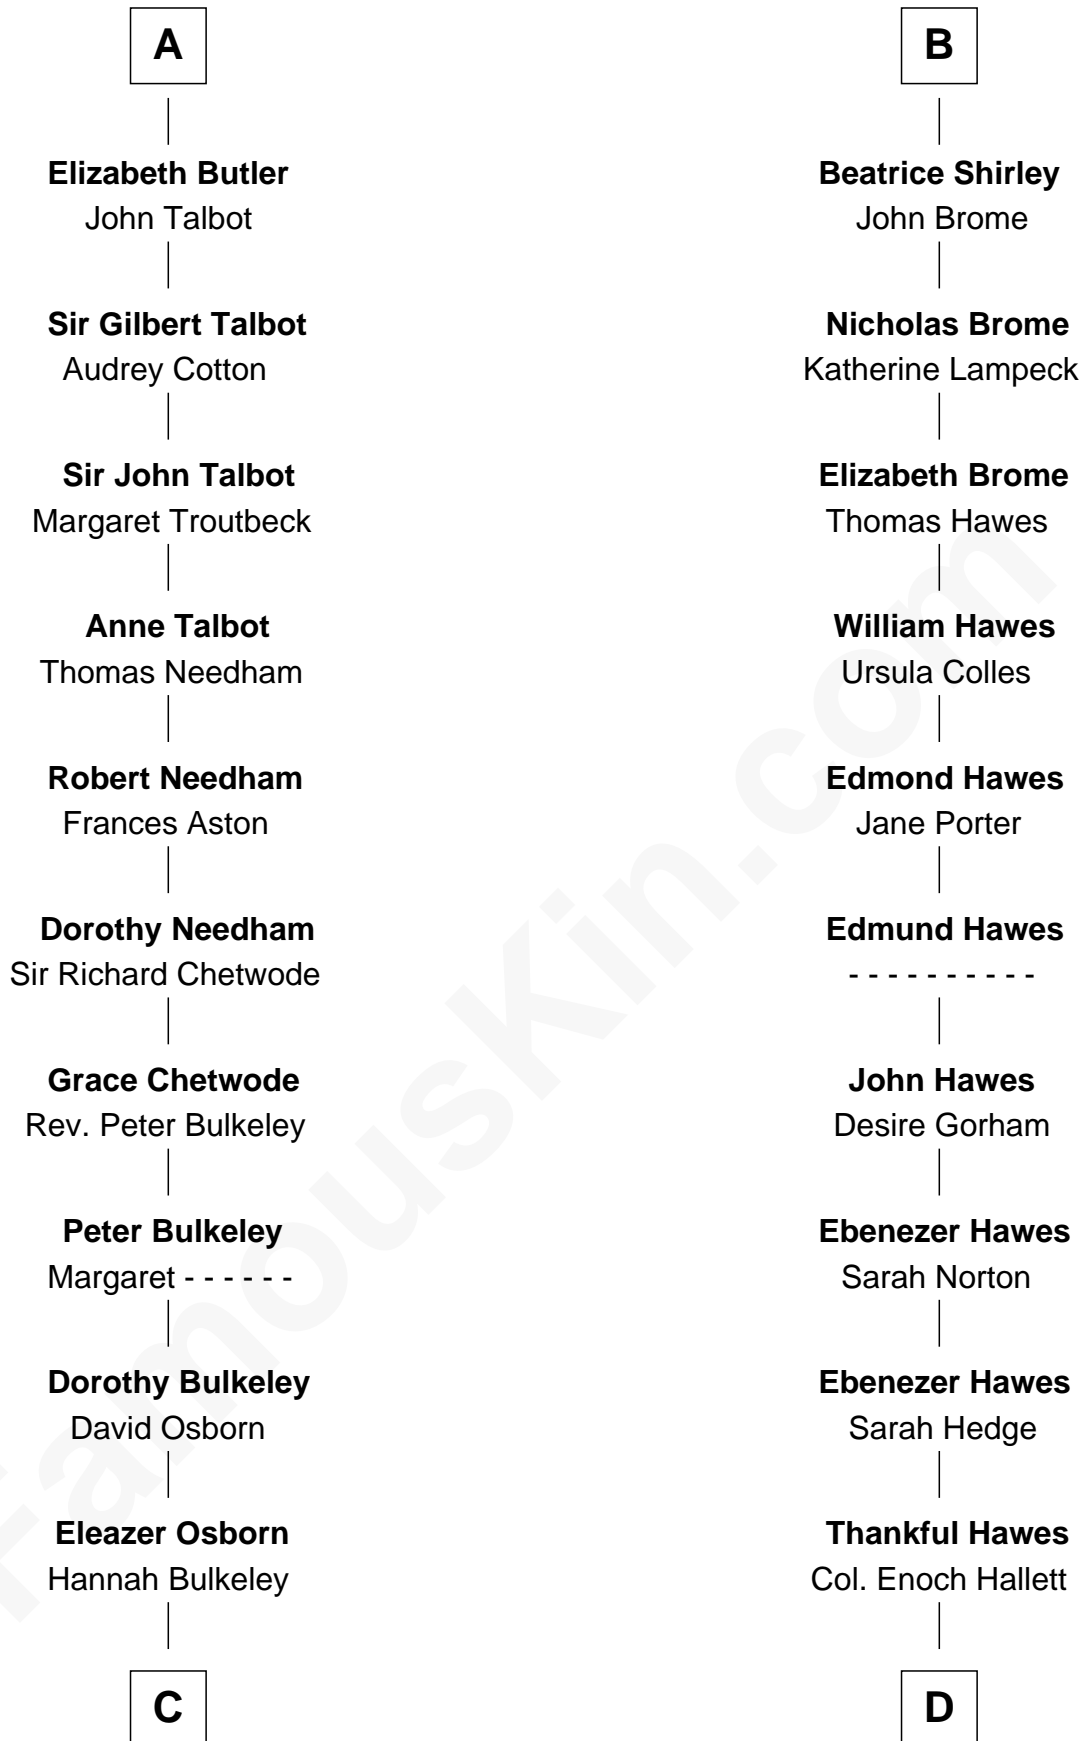 A
Elizabeth Butler
John Talbot
Sir Gilbert Talbot
Audrey Cotton
Sir John Talbot
Margaret Troutbeck
Anne Talbot
Thomas Needham
Robert Needham
Frances Aston
Dorothy Needham
Sir Richard Chetwode
Grace Chetwode
Rev. Peter Bulkeley
Peter Bulkeley
Margaret - - - - - -
Dorothy Bulkeley
David Osborn
Eleazer Osborn
Hannah Bulkeley
C
B
Beatrice Shirley
John Brome
Nicholas Brome
Katherine Lampeck
Elizabeth Brome
Thomas Hawes
William Hawes
Ursula Colles
Edmond Hawes
Jane Porter
Edmund Hawes
- - - - - - - - - -
John Hawes
Desire Gorham
Ebenezer Hawes
Sarah Norton
Ebenezer Hawes
Sarah Hedge
Thankful Hawes
Col. Enoch Hallett
D
FamousKin.com